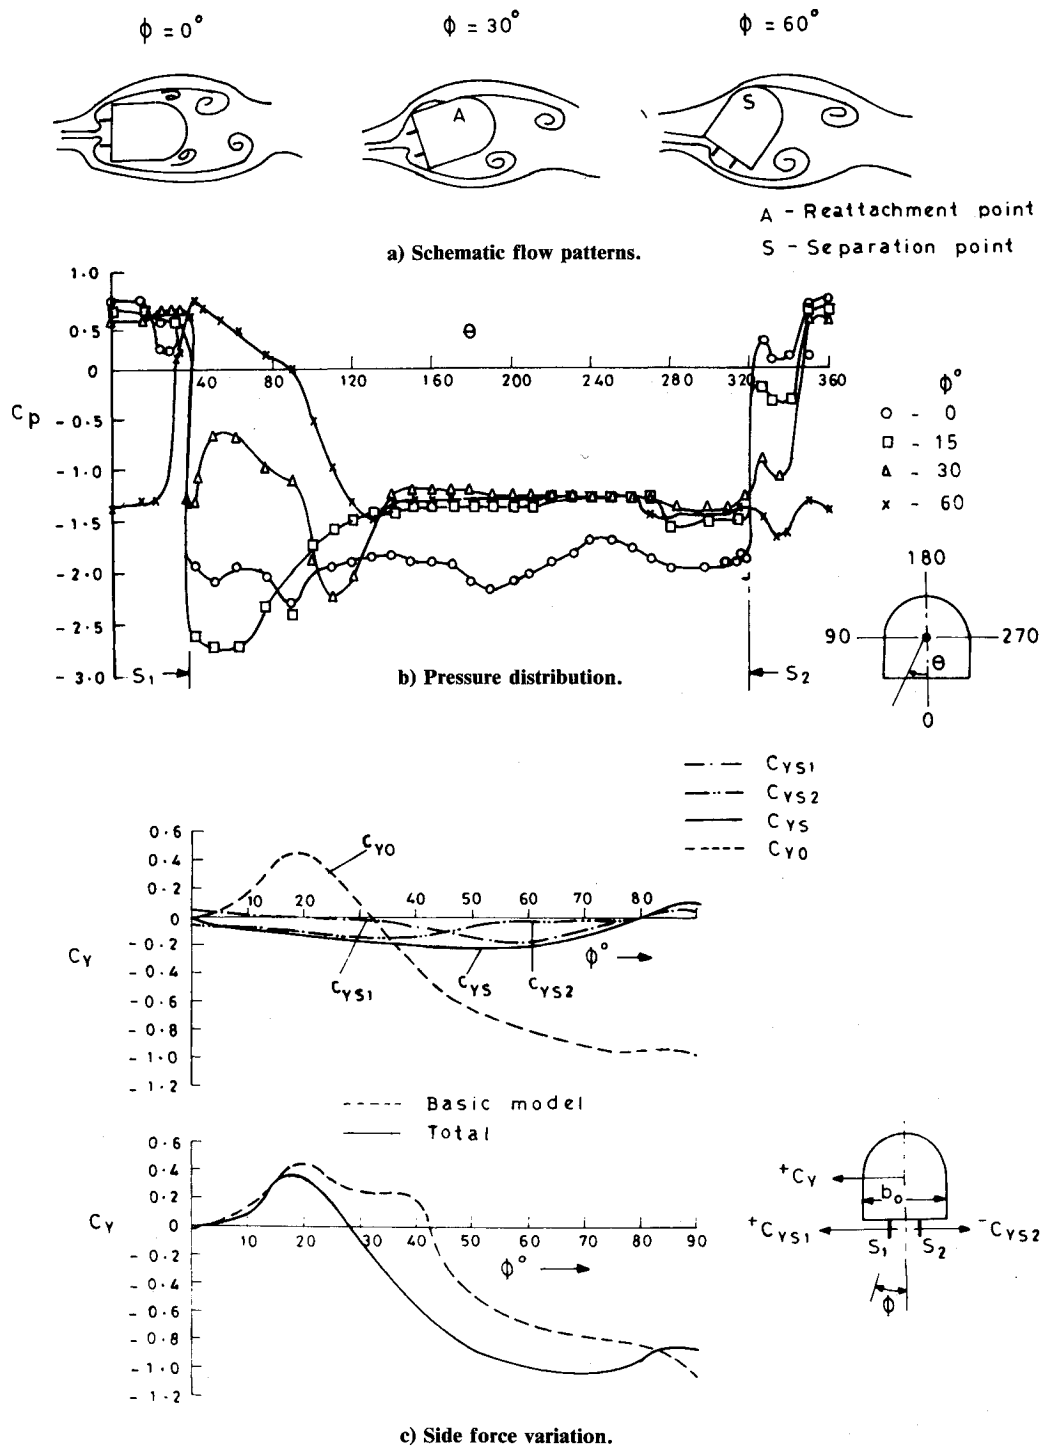 ϕ = 0° ϕ = 30° ϕ = 60°
A S
A - Reattachment point
a) Schematic flow patterns.
S - Separation point
1.0
0.5
θ
0
40 80 120 160 200 240 280 320 360
ϕ°
Cp
- 0.5
○ - 0
□ - 15
- 1.0
△ - 30
- 1.5
× - 60
- 2.0
180
- 2.5
90 270
θ
- 3.0
S1 S2
b) Pressure distribution.
0
CYS1
CYS2
CYS
CYO
0.6
0.4
0.2
0
- 0.2
- 0.4
- 0.6
- 0.8
- 1.0
- 1.2
CY
CYO
10 20 30 40 50 60 70 80
ϕ°
CYS1 CYS CYS2
Basic model
Total
0.6
0.4
0.2
0
- 0.2
- 0.4
- 0.6
- 0.8
- 1.0
- 1.2
CY
10 20 30 40 50 60 70 80 90
ϕ°
+CY
bo
+CYS1 -CYS2
S1 S2
ϕ
c) Side force variation.